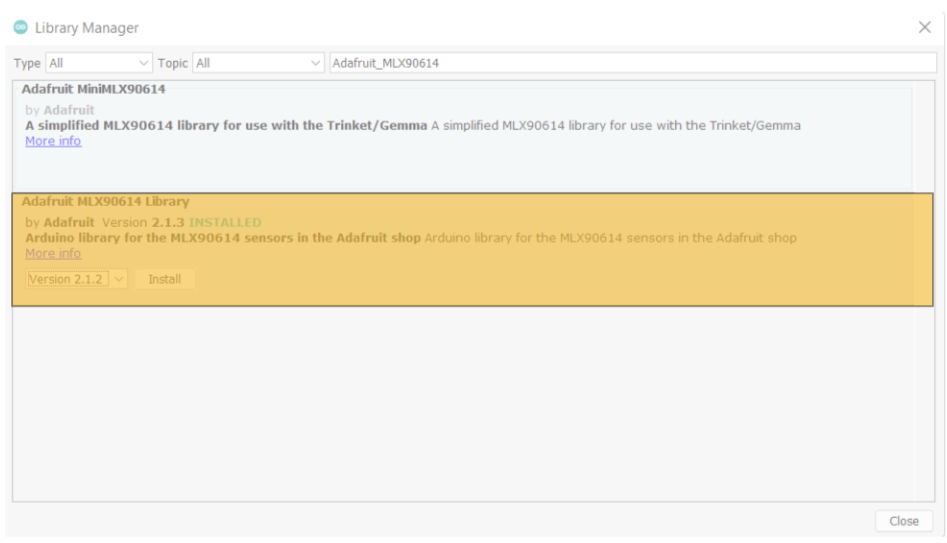 Library Manager
Type All Topic All Adafruit_MLX90614
Adafruit MiniMLX90614
by Adafruit
A simplified MLX90614 library for use with the Trinket/Gemma A simplified MLX90614 library for use with the Trinket/Gemma
More info
Adafruit MLX90614 Library
by Adafruit Version 2.1.3 INSTALLED
Arduino library for the MLX90614 sensors in the Adafruit shop Arduino library for the MLX90614 sensors in the Adafruit shop
More info
Version 2.1.2 Install
Close